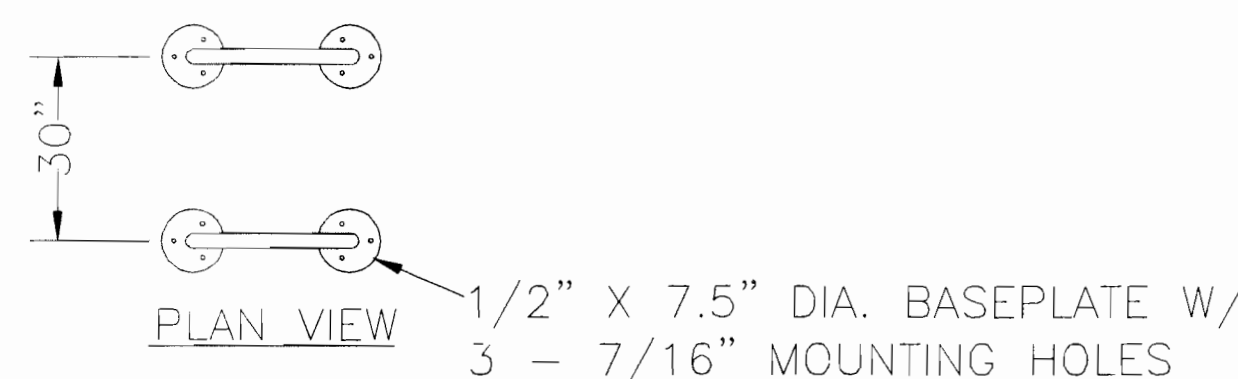 30"
PLAN VIEW
1/2" X 7.5" DIA. BASEPLATE W/
3 - 7/16" MOUNTING HOLES